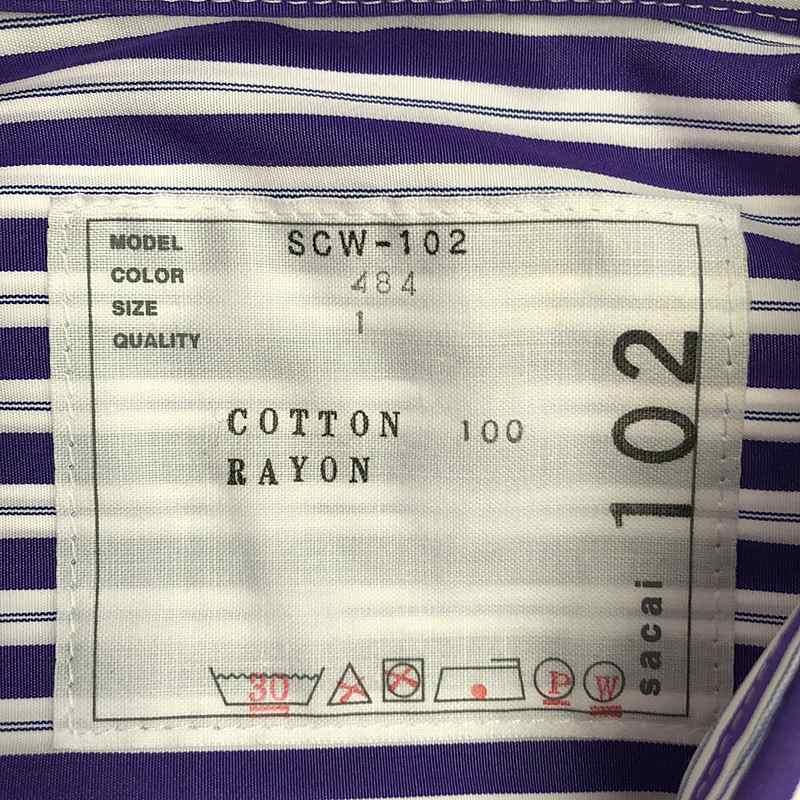 MODEL SCW-102
COLOR 484
SIZE 1
QUALITY
COTTON 100
RAYON
sacai 102
30 P W